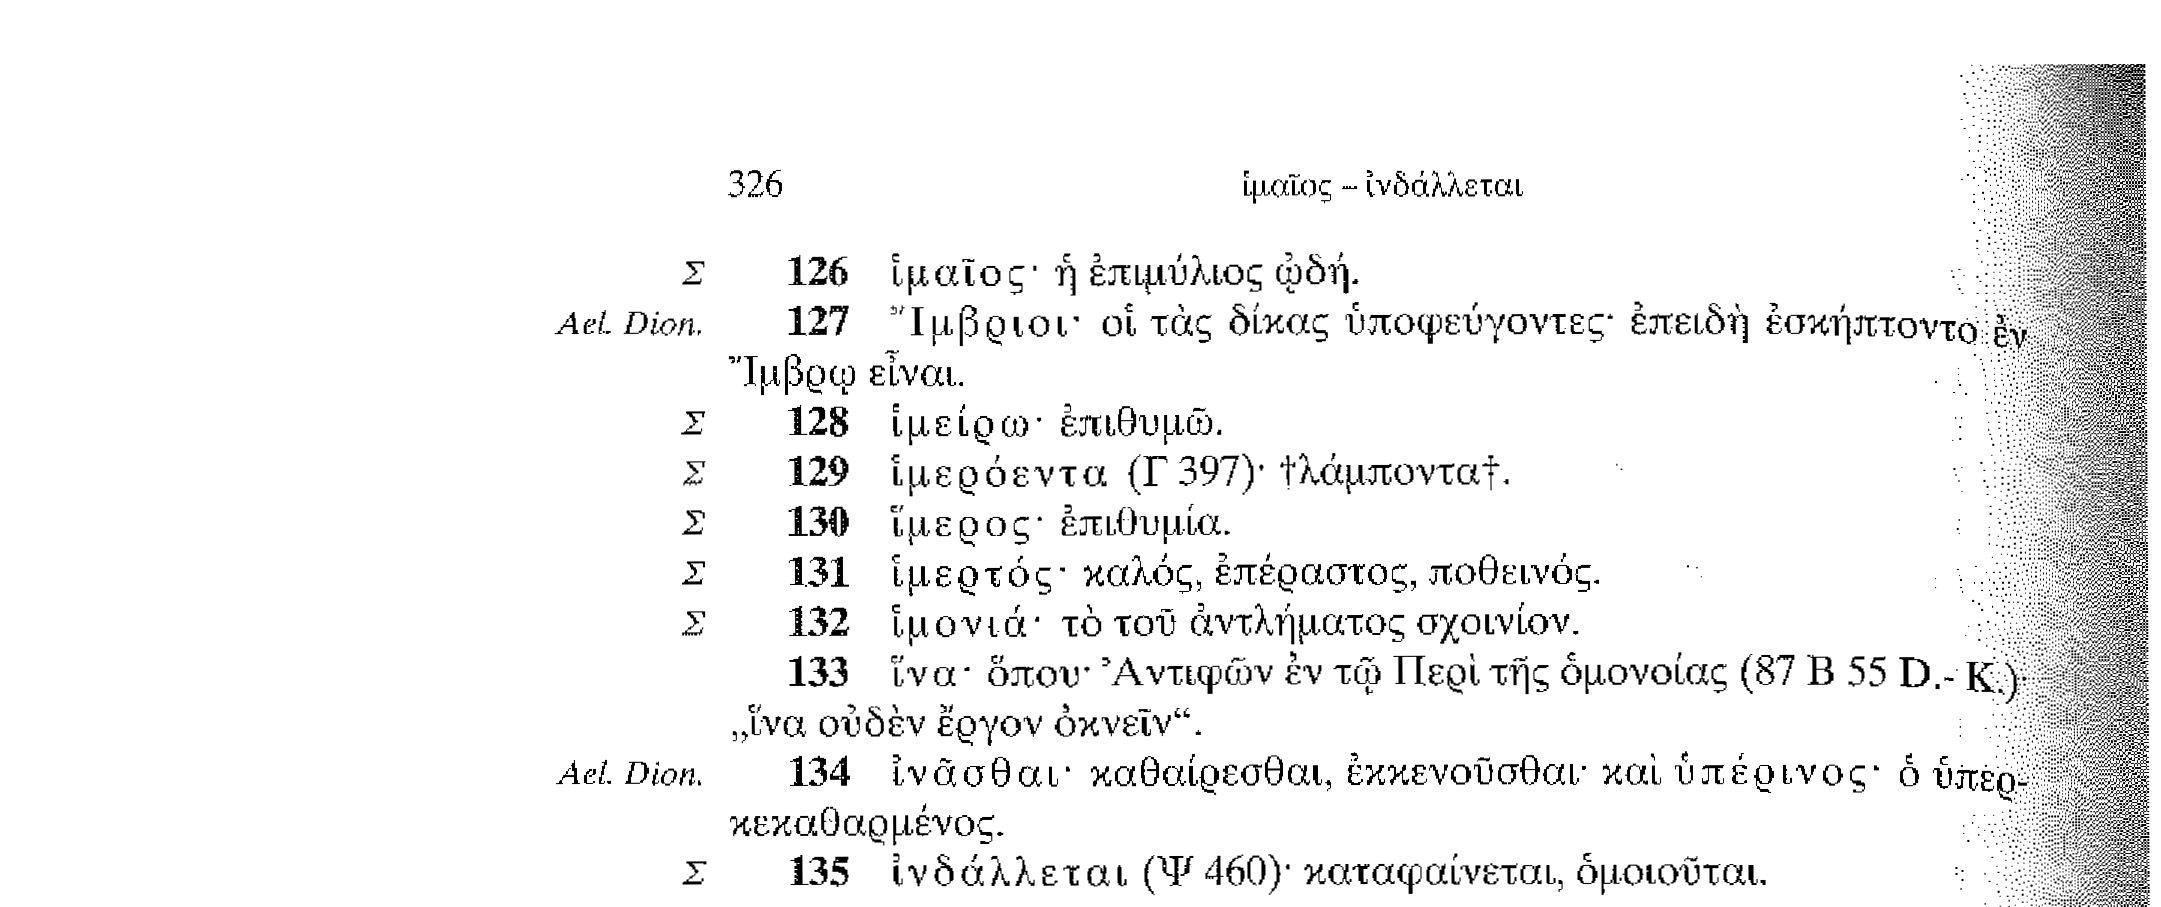 326 ἱμαῖος – ἰνδάλλεται
Σ 126 ἱμαῖος· ἡ ἐπιμύλιος ᾠδή.
Ael. Dion. 127 Ἴμβριοι· οἱ τὰς δίκας ὑποφεύγοντες· ἐπειδὴ ἐσκήπτοντο ἐν
Ἴμβρῳ εἶναι.
Σ 128 ἱμείρω· ἐπιθυμῶ.
Σ 129 ἱμερόεντα (Γ 397)· †λάμποντα†.
Σ 130 ἵμερος· ἐπιθυμία.
Σ 131 ἱμερτός· καλός, ἐπέραστος, ποθεινός.
Σ 132 ἱμονιά· τὸ τοῦ ἀντλήματος σχοινίον.
133 ἵνα· ὅπου· Ἀντιφῶν ἐν τῷ Περὶ τῆς ὁμονοίας (87 B 55 D.-K.)·
„ἵνα οὐδὲν ἔργον ὀκνεῖν“.
Ael. Dion. 134 ἰνᾶσθαι· καθαίρεσθαι, ἐκκενοῦσθαι· καὶ ὑπέρινος· ὁ ὑπερ-
κεκαθαρμένος.
Σ 135 ἰνδάλλεται (Ψ 460)· καταφαίνεται, ὁμοιοῦται.